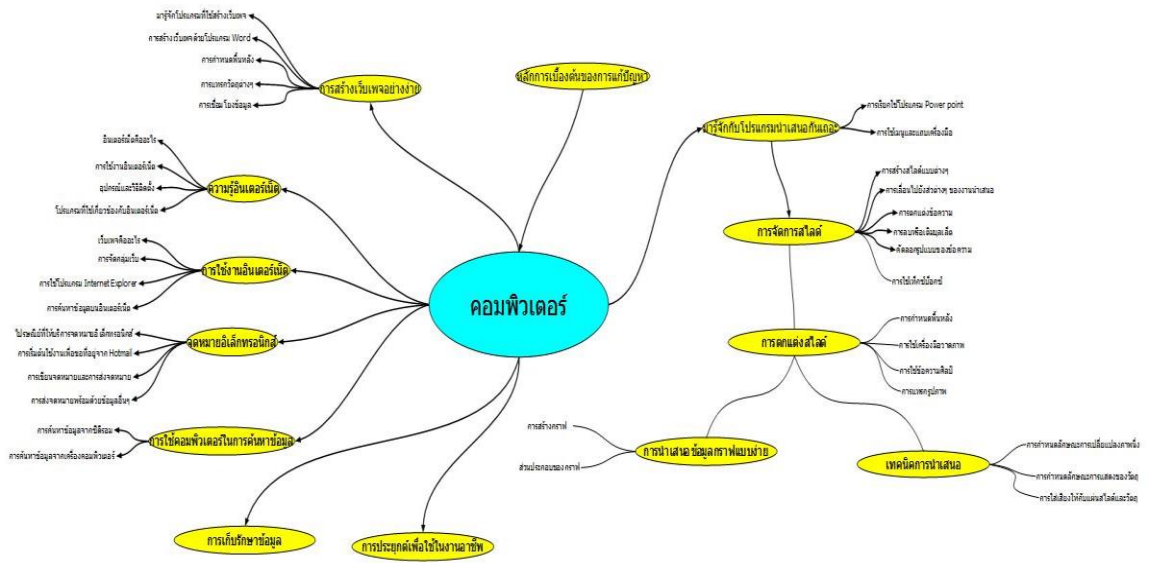 มารู้จักโปรแกรมที่ใช้สร้างเว็บเพจ
การสร้างเว็บเพจด้วยโปรแกรม Word
การกำหนดพื้นหลัง
การแทรกวัตถุต่างๆ
การเชื่อมโยงข้อมูล
การสร้างเว็บเพจอย่างง่าย
หลักการเบื้องต้นของการแก้ปัญหา
มารู้จักกับโปรแกรมนำเสนอกันเถอะ
การเรียกใช้โปรแกรม Power point
การใช้เมนูและแถบเครื่องมือ
อินเตอร์เน็ตคืออะไร
การใช้งานอินเตอร์เน็ต
อุปกรณ์และวิธีติดตั้ง
โปรแกรมที่ใช้เกี่ยวข้องกับอินเตอร์เน็ต
ความรู้อินเตอร์เน็ต
การสร้างสไลด์แบบต่างๆ
การเลื่อนไปยังส่วนต่างๆ ของงานนำเสนอ
การตกแต่งข้อความ
การลบหรือเติมบุลเล็ต
คัดลอกรูปแบบของข้อความ
การใช้เท็กซ์บ๊อกซ์
การจัดการสไลด์
เว็บเพจคืออะไร
การจัดกลุ่มเว็บ
การใช้โปรแกรม Internet Explorer
การค้นหาข้อมูลบนอินเตอร์เน็ต
การใช้งานอินเตอร์เน็ต
คอมพิวเตอร์
ไปรษณีย์ที่ให้บริการจดหมายอิเล็กทรอนิกส์
การเริ่มต้นใช้งานเพื่อขอที่อยู่จาก Hotmail
การเขียนจดหมายและการส่งจดหมาย
การส่งจดหมายพร้อมด้วยข้อมูลอื่นๆ
จดหมายอิเล็กทรอนิกส์
การตกแต่งสไลด์
การกำหนดพื้นหลัง
การใช้เครื่องมือวาดภาพ
การใช้ข้อความศิลป์
การแทรกรูปภาพ
การค้นหาข้อมูลจากซีดีรอม
การค้นหาข้อมูลจากเครื่องคอมพิวเตอร์
การใช้คอมพิวเตอร์ในการค้นหาข้อมูล
การสร้างกราฟ
ส่วนประกอบของกราฟ
การนำเสนอข้อมูลกราฟแบบง่าย
เทคนิคการนำเสนอ
การกำหนดลักษณะการเปลี่ยนแปลงภาพนิ่ง
การกำหนดลักษณะการแสดงของวัตถุ
การใส่เสียงให้กับแผ่นสไลด์และวัตถุ
การเก็บรักษาข้อมูล
การประยุกต์เพื่อใช้ในงานอาชีพ